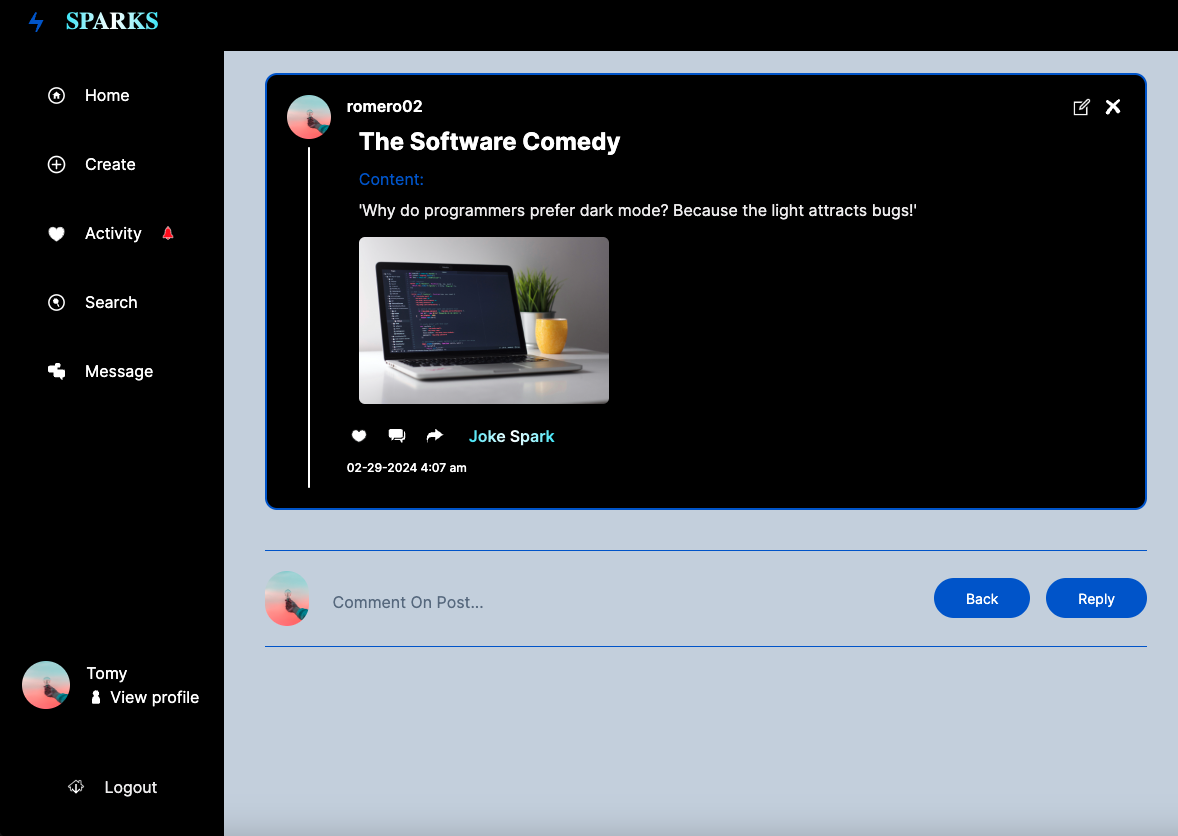 SPARKS
Home
Create
Activity
Search
Message
Tomy
View profile
Logout
romero02
The Software Comedy
Content:
'Why do programmers prefer dark mode? Because the light attracts bugs!'
Joke Spark
02-29-2024 4:07 am
Comment On Post...
Back
Reply